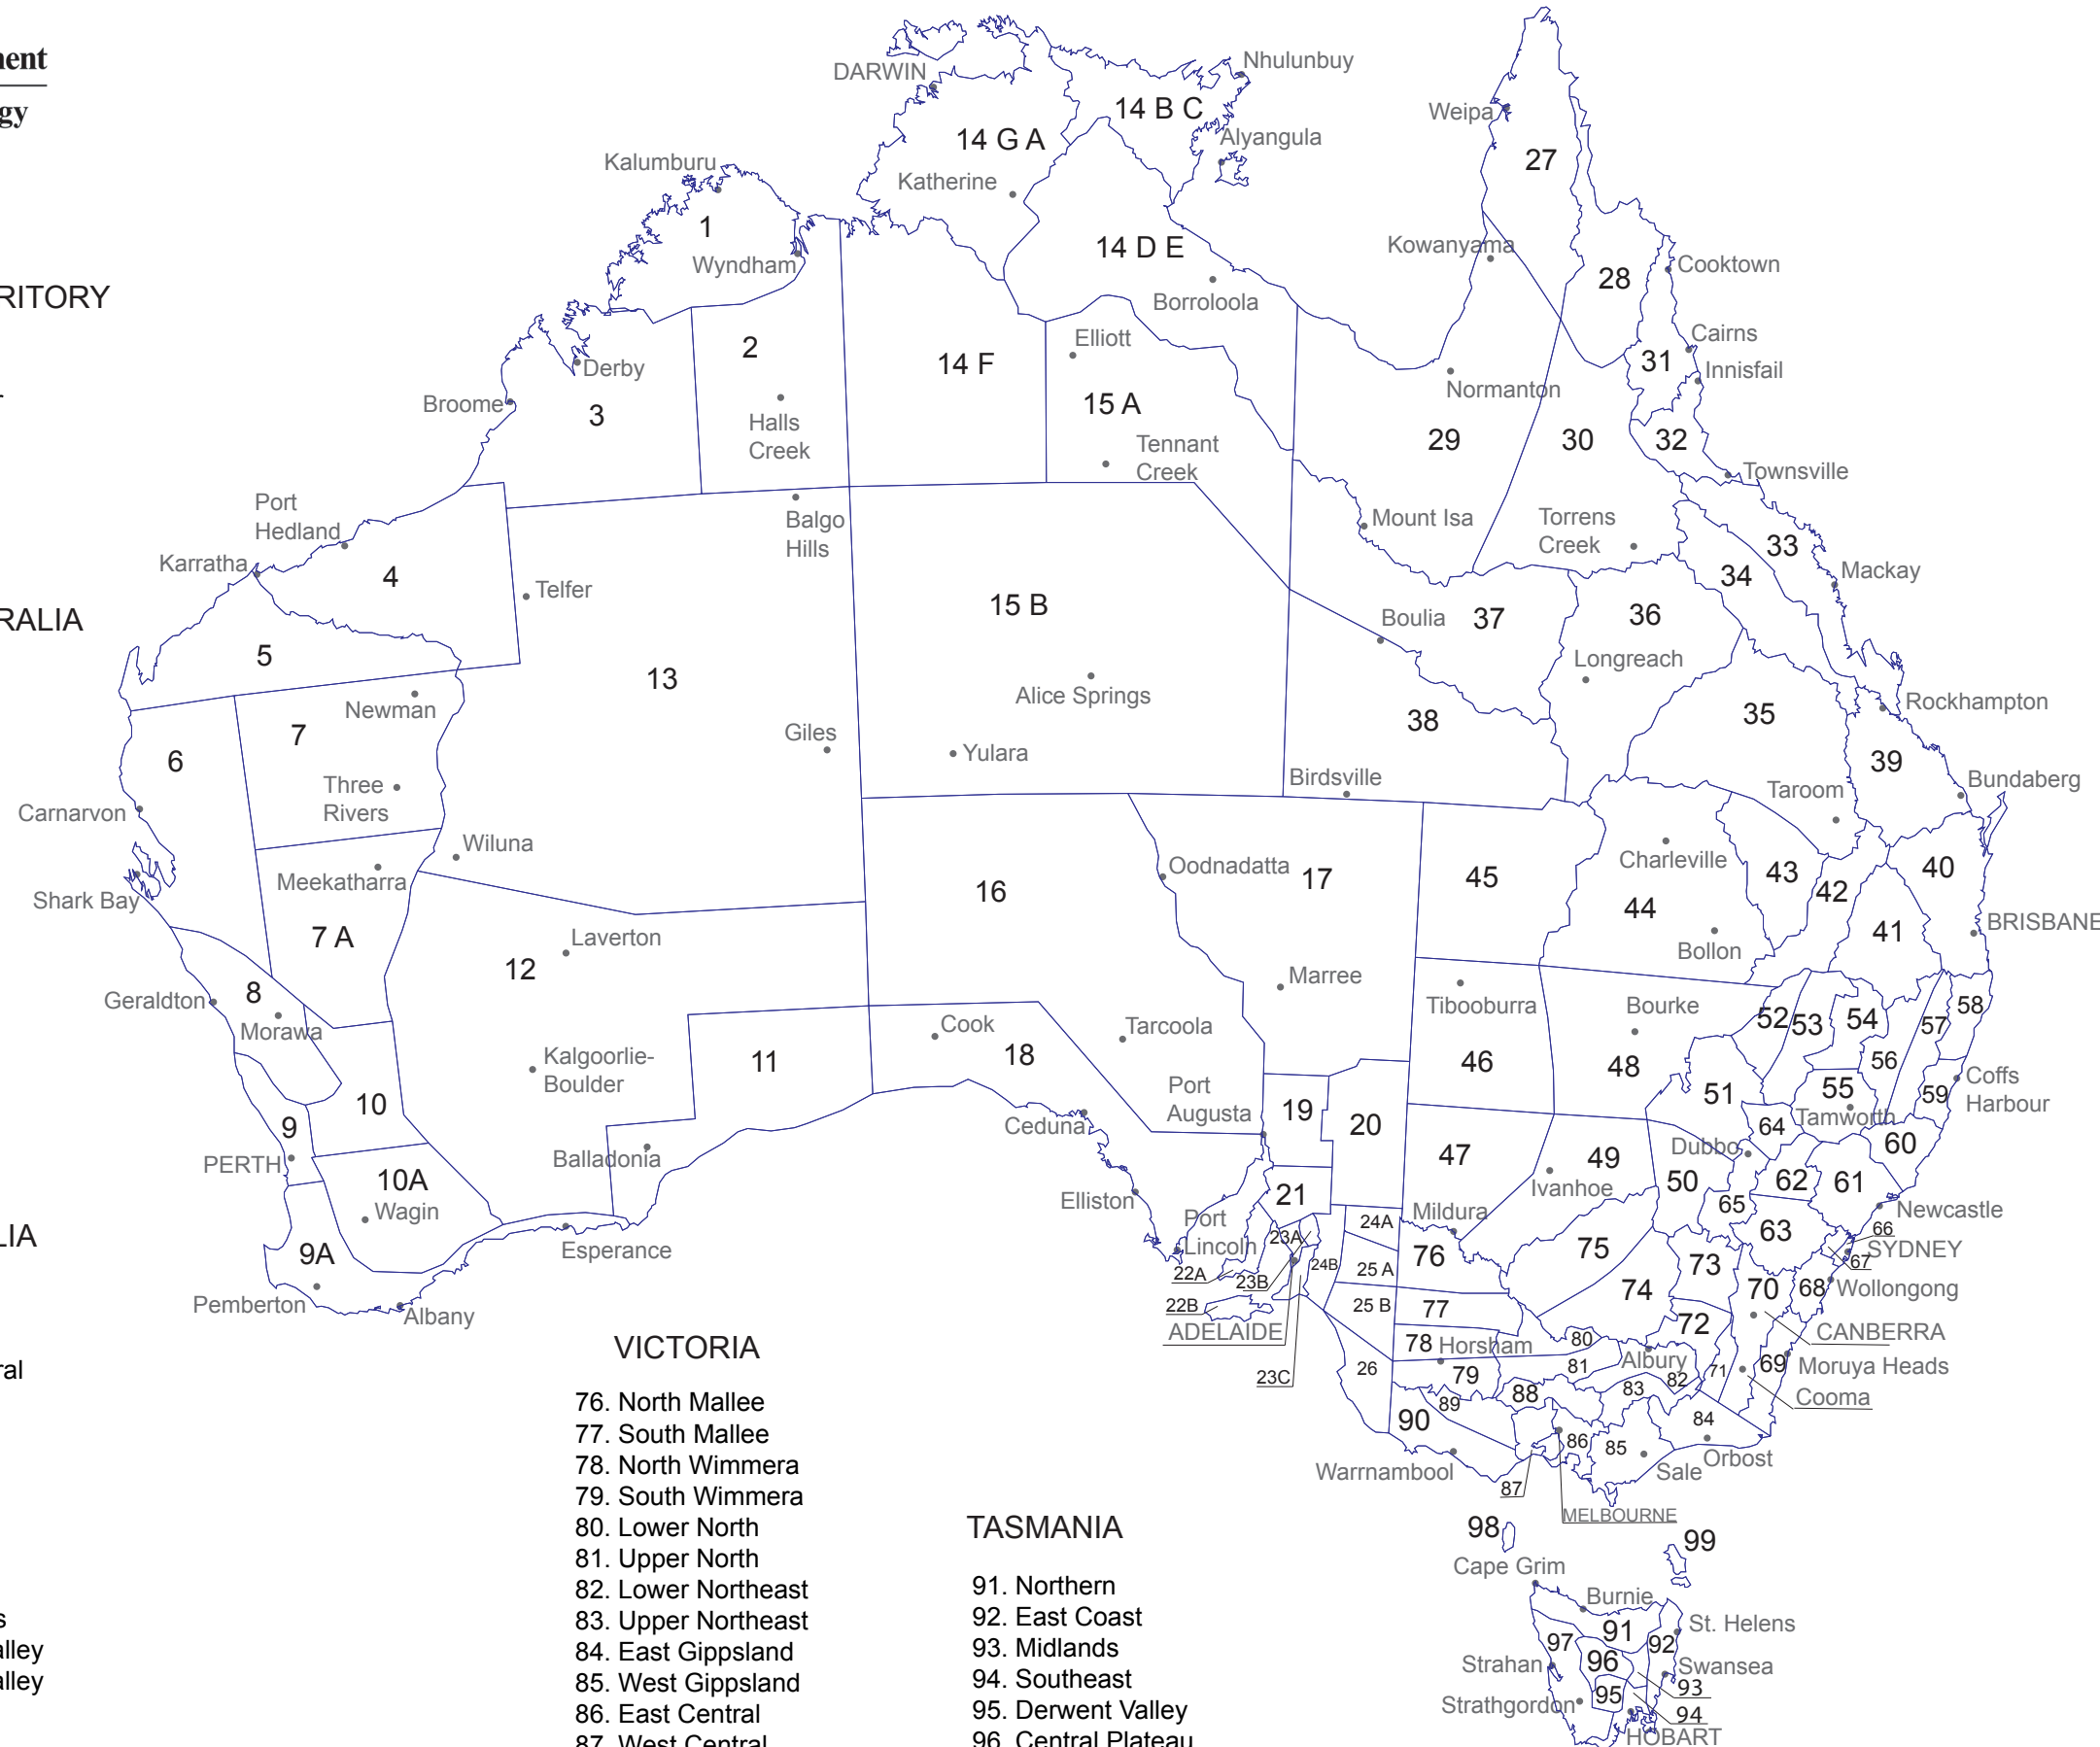 nent
gy
RITORY
RALIA
LIA
ral
s
alley
alley
DARWIN
Nhulunbuy
14 B C
Weipa
14 G A
Alyangula
27
Kalumburu
Katherine
1
14 D E
Kowanyama
Wyndham
28
Cooktown
Borroloola
2
Elliott
Cairns
14 F
31
Innisfail
Derby
Normanton
Broome
3
15 A
Halls
Creek
29
30
32
Tennant
Creek
Townsville
Port
Hedland
Balgo
Hills
Mount Isa
Torrens
Creek
33
Karratha
4
Telfer
34
Mackay
15 B
Boulia
37
36
5
Longreach
13
Alice Springs
Newman
Rockhampton
7
38
35
Giles
Yulara
6
39
Three
Rivers
Birdsville
Taroom
Bundaberg
Carnarvon
Wiluna
Oodnadatta
17
45
Charleville
43
40
Meekatharra
16
42
Shark Bay
44
BRISBANE
7 A
Laverton
41
12
Bollon
Marree
8
Geraldton
Morawa
Tibooburra
Bourke
52
53
54
57
58
Cook
Tarcoola
18
Kalgoorlie-
Boulder
11
46
48
56
Port
Augusta
51
55
59
Coffs
Harbour
10
19
20
Tamworth
9
Ceduna
64
PERTH
Balladonia
47
49
Dubbo
60
10A
Ivanhoe
50
62
61
Wagin
Elliston
21
65
Newcastle
Port
Lincoln
24A
Mildura
66
23A
63
SYDNEY
9A
Esperance
76
75
67
22A
23B
24B
25 A
73
Pemberton
Albany
74
70
68
Wollongong
22B
25 B
77
ADELAIDE
72
CANBERRA
78
Horsham
80
Albury
23C
26
79
81
82
71
69
Moruya Heads
88
83
Cooma
90
89
84
86
85
Orbost
Warrnambool
Sale
87
MELBOURNE
98
99
Cape Grim
Burnie
91
St. Helens
97
92
Strahan
96
Swansea
93
Strathgordon
95
94
HOBART
VICTORIA
76. North Mallee
77. South Mallee
78. North Wimmera
79. South Wimmera
80. Lower North
81. Upper North
82. Lower Northeast
83. Upper Northeast
84. East Gippsland
85. West Gippsland
86. East Central
87. West Central
TASMANIA
91. Northern
92. East Coast
93. Midlands
94. Southeast
95. Derwent Valley
96. Central Plateau